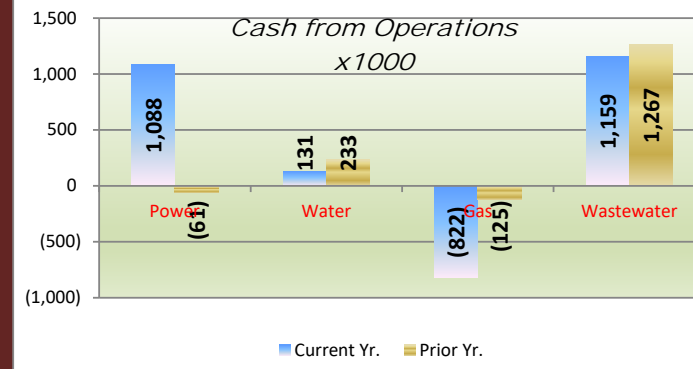 Cash from Operations
x1000
1,500
1,000
500
0
(500)
(1,000)
1,088
(61)
131
233
(822)
(125)
1,159
1,267
Power
Water
Gas
Wastewater
Current Yr.
Prior Yr.